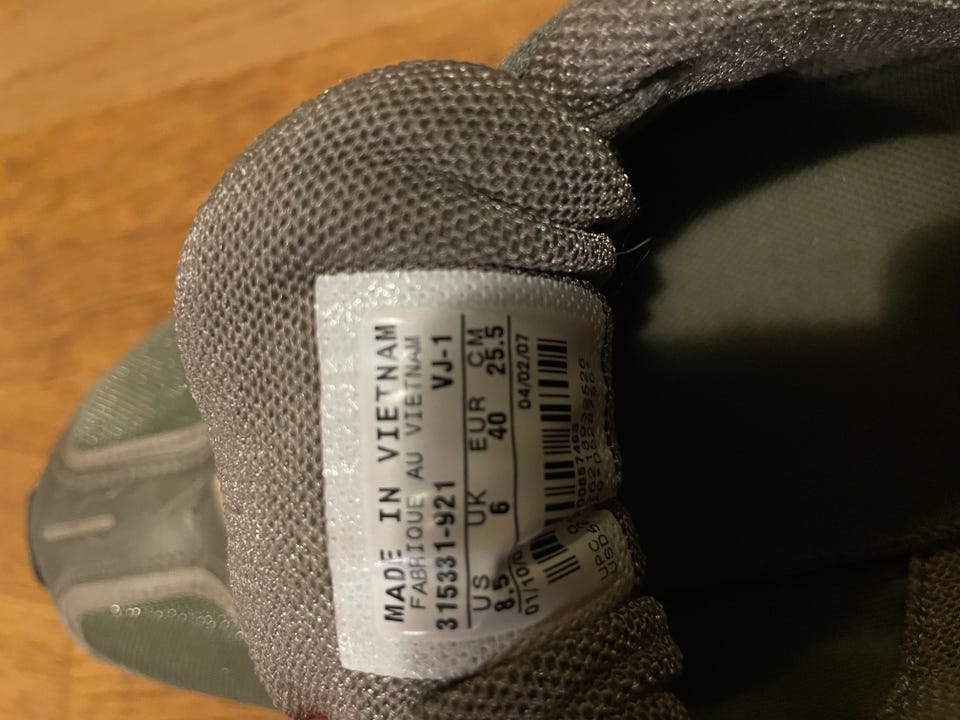 MADE IN VIETNAM
FABRIQUE AU VIETNAM
315331-921 VJ-1
US UK EUR CM
8.5 6 40 25.5
04/02/07
UPC